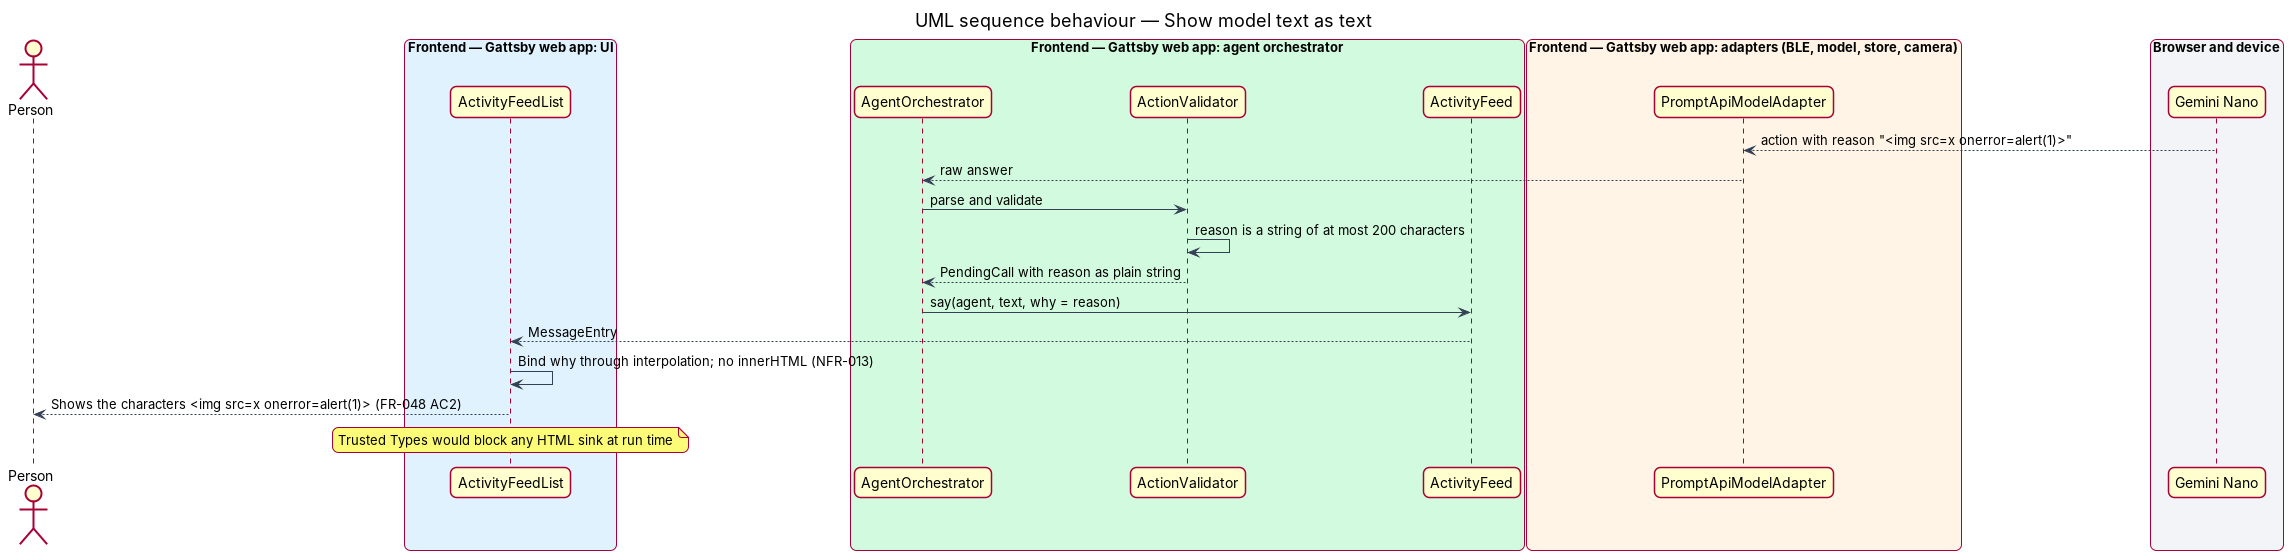 UML sequence behaviour — Show model text as text
Frontend — Gattsby web app: UI
Frontend — Gattsby web app: agent orchestrator
Frontend — Gattsby web app: adapters (BLE, model, store, camera)
Browser and device
Person
ActivityFeedList
AgentOrchestrator
ActionValidator
ActivityFeed
PromptApiModelAdapter
Gemini Nano
action with reason "<img src=x onerror=alert(1)>"
raw answer
parse and validate
reason is a string of at most 200 characters
PendingCall with reason as plain string
say(agent, text, why = reason)
MessageEntry
Bind why through interpolation; no innerHTML (NFR-013)
Shows the characters <img src=x onerror=alert(1)> (FR-048 AC2)
Trusted Types would block any HTML sink at run time
Person
ActivityFeedList
AgentOrchestrator
ActionValidator
ActivityFeed
PromptApiModelAdapter
Gemini Nano